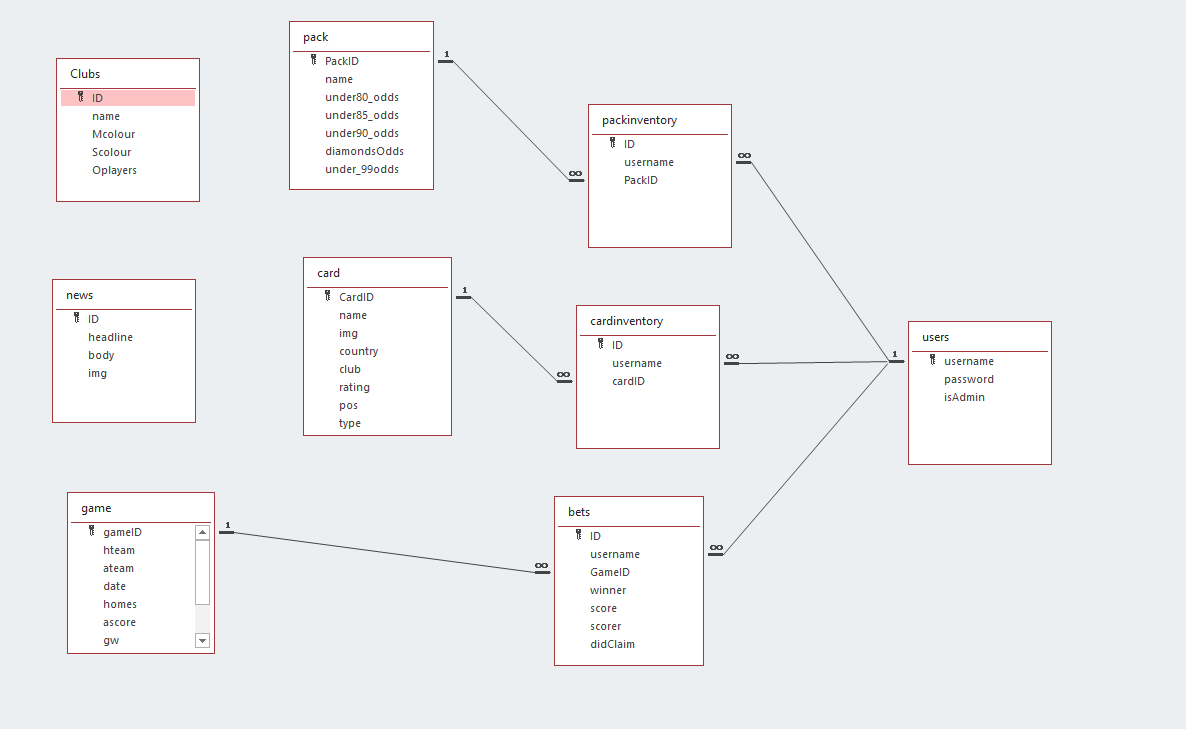 Clubs
ID
name
Mcolour
Scolour
Oplayers
pack
PackID
name
under80_odds
under85_odds
under90_odds
diamondsOdds
under_99odds
packinventory
ID
username
PackID
news
ID
headline
body
img
card
CardID
name
img
country
club
rating
pos
type
cardinventory
ID
username
cardID
users
username
password
isAdmin
game
gameID
hteam
ateam
date
homes
ascore
gw
bets
ID
username
GameID
winner
score
scorer
didClaim
1
∞
∞
1
∞
∞
1
1
∞
∞